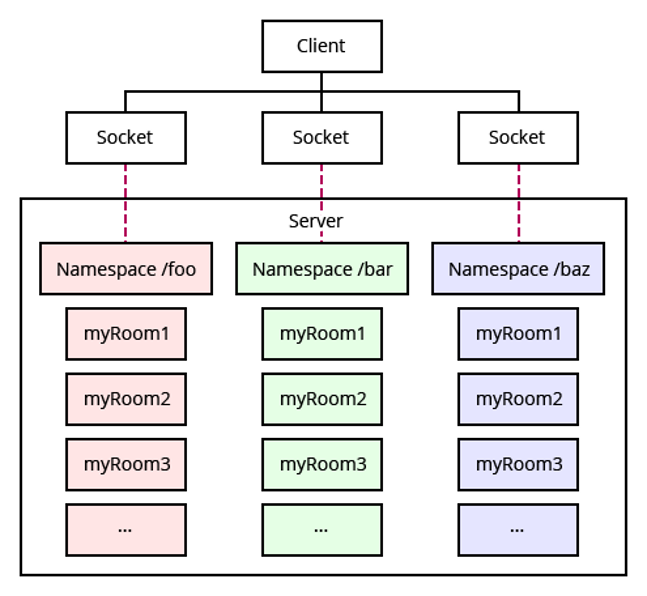 Client
Socket
Socket
Socket
Server
Namespace /foo
Namespace /bar
Namespace /baz
myRoom1
myRoom1
myRoom1
myRoom2
myRoom2
myRoom2
myRoom3
myRoom3
myRoom3
...
...
...